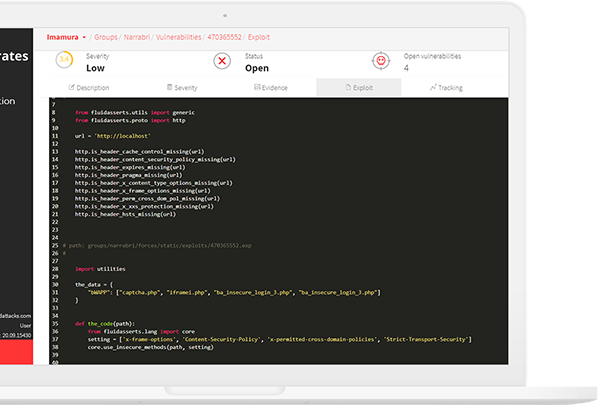 rates
tion
dattacks.com
User
: 20.09.15430
Imamura / Groups / Narrabri / Vulnerabilities / 470365552 / Exploit
3.4 Severity Low
Status Open
Open vulnerabilities 4
Description Severity Evidence Exploit Tracking
7
8 from fluidasserts.utils import generic
9 from fluidasserts.proto import http
10
11 url = 'http://localhost'
12
13 http.is_header_cache_control_missing(url)
14 http.is_header_content_security_policy_missing(url)
15 http.is_header_expires_missing(url)
16 http.is_header_pragma_missing(url)
17 http.is_header_x_content_type_options_missing(url)
18 http.is_header_x_frame_options_missing(url)
19 http.is_header_perm_cross_dom_pol_missing(url)
20 http.is_header_x_xxs_protection_missing(url)
21 http.is_header_hsts_missing(url)
22
23
24
25 # path: groups/narrabri/forces/static/exploits/470365552.exp
26 #
27
28 import utilities
29
30 the_data = {
31 "bWAPP": ["captcha.php", "iframei.php", "ba_insecure_login_3.php", "ba_insecure_login_3.php"]
32 }
33
34
35 def the_code(path):
36 from fluidasserts.lang import core
37 setting = ['x-frame-options', 'Content-Security-Policy', 'x-permitted-cross-domain-policies', 'Strict-Transport-Security']
38 core.use_insecure_methods(path, setting)
39
40